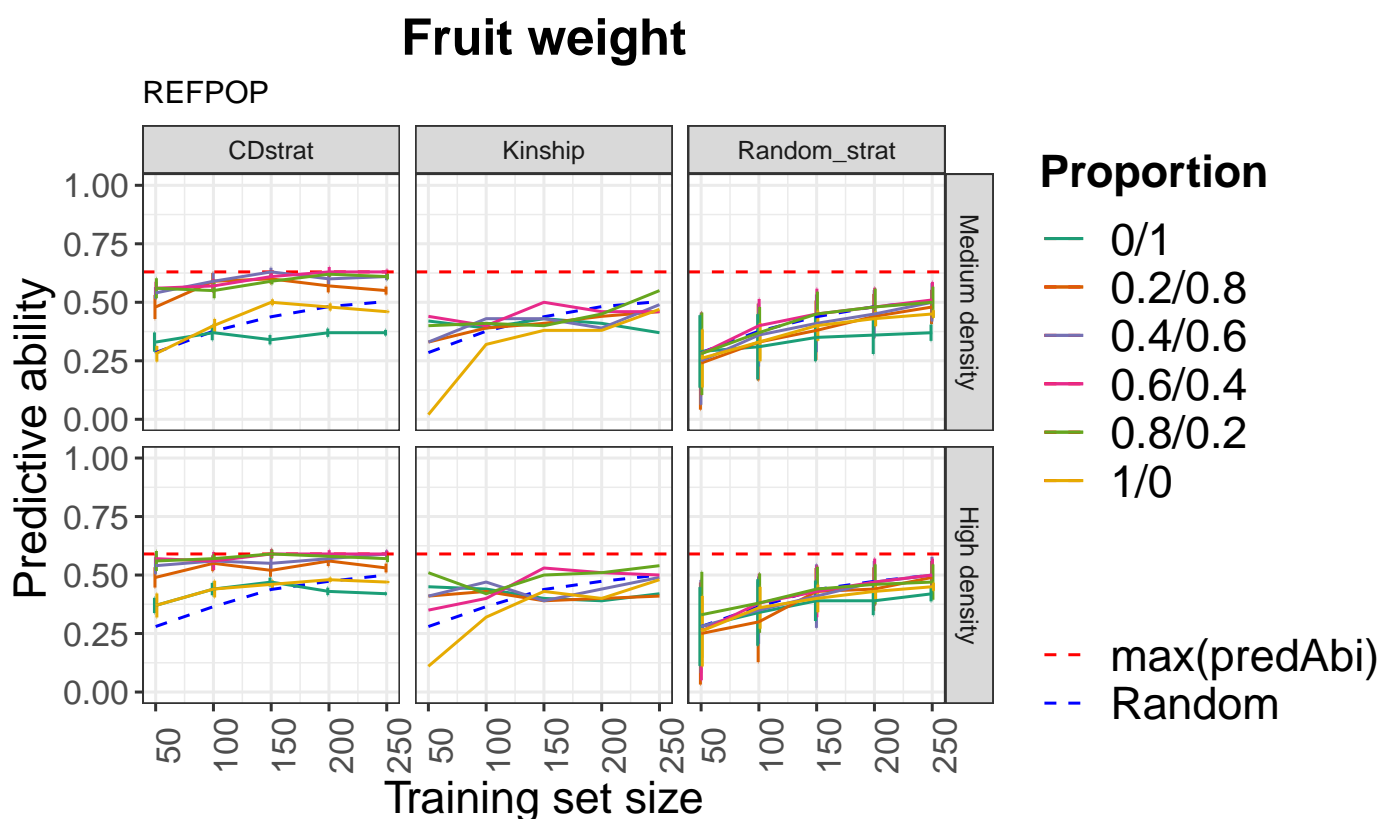 Fruit weight
REFPOP
CDstrat
Kinship
Random_strat
1.00
0.75
0.50
0.25
0.00
Medium density
1.00
0.75
0.50
0.25
0.00
High density
Predictive ability
50
100
150
200
250
50
100
150
200
250
50
100
150
200
250
Training set size
Proportion
0/1
0.2/0.8
0.4/0.6
0.6/0.4
0.8/0.2
1/0
max(predAbi)
Random